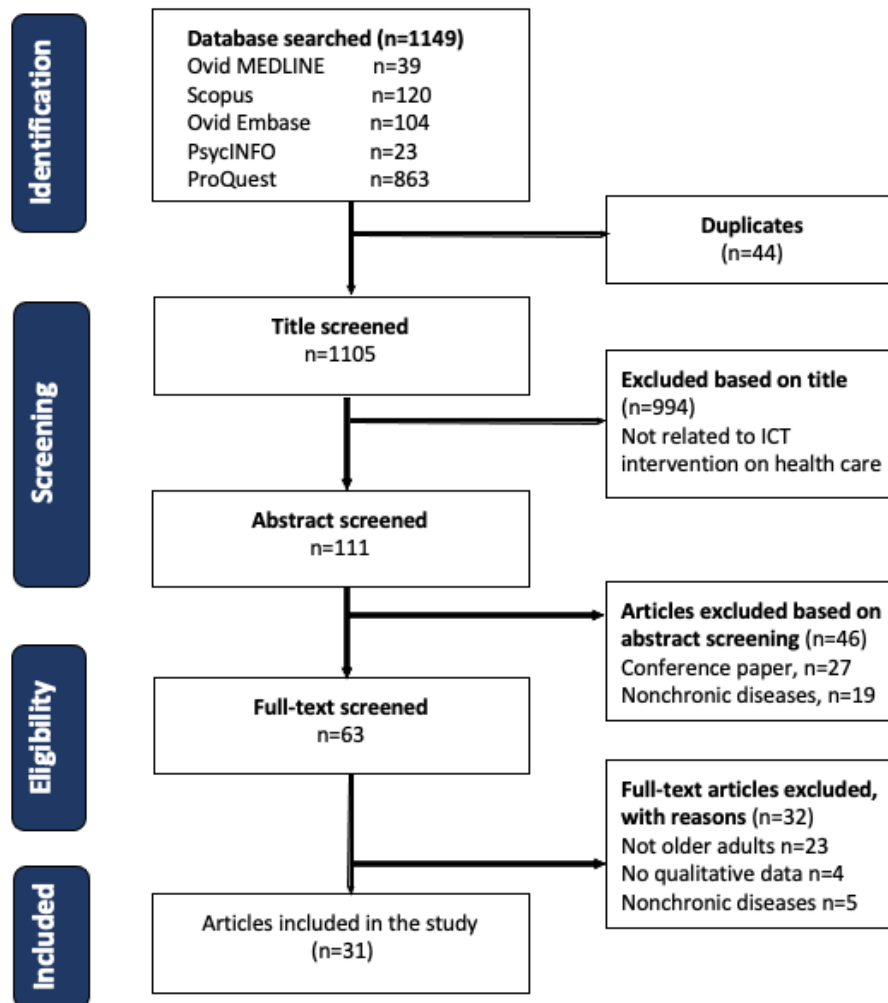 Identification
Database searched (n=1149)
Ovid MEDLINE n=39
Scopus n=120
Ovid Embase n=104
PsycINFO n=23
ProQuest n=863
Duplicates
(n=44)
Screening
Title screened
n=1105
Excluded based on title
(n=994)
Not related to ICT
intervention on health care
Abstract screened
n=111
Articles excluded based on
abstract screening (n=46)
Conference paper, n=27
Nonchronic diseases, n=19
Eligibility
Full-text screened
n=63
Full-text articles excluded,
with reasons (n=32)
Not older adults n=23
No qualitative data n=4
Nonchronic diseases n=5
Included
Articles included in the study
(n=31)